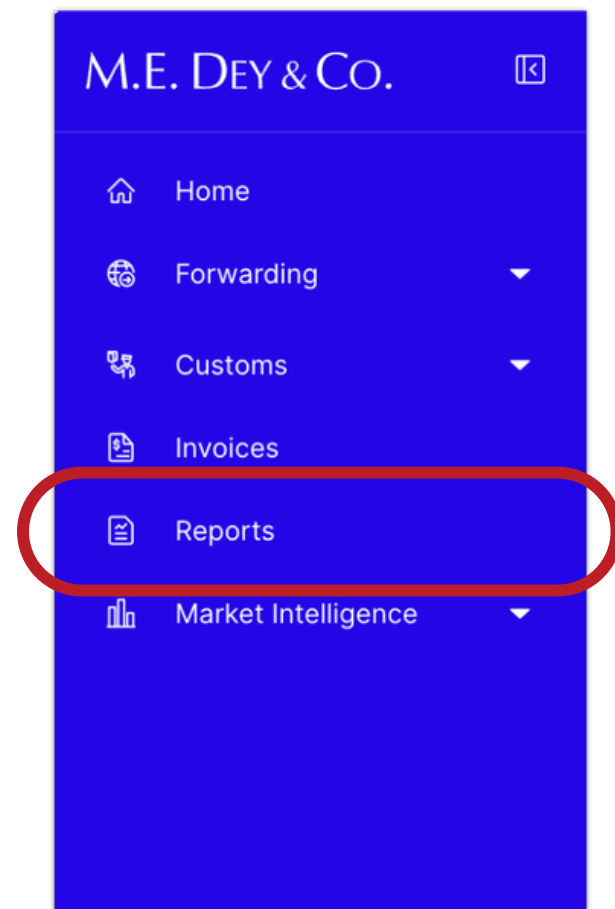 M.E. DEY & CO.
Home
Forwarding
Customs
Invoices
Reports
Market Intelligence